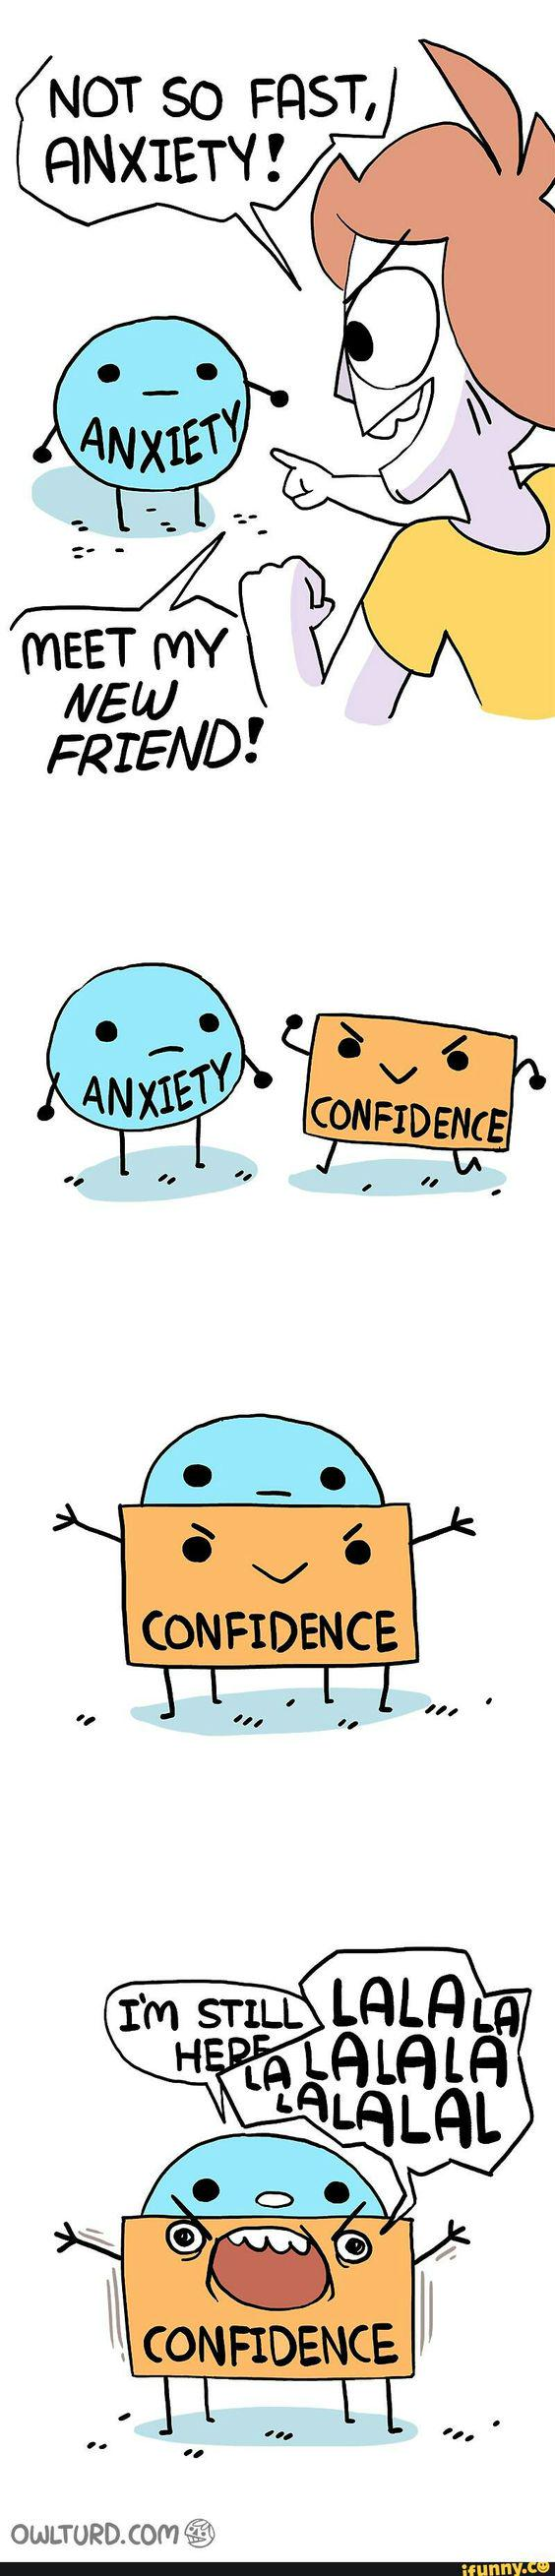 NOT SO FAST,
ANXIETY!
ANXIETY
MEET MY
NEW
FRIEND!
ANXIETY
CONFIDENCE
CONFIDENCE
I'M STILL
HERE
LALALA
LALALALA
LALALAL
CONFIDENCE
OWLTURD.COM
ifunny.co